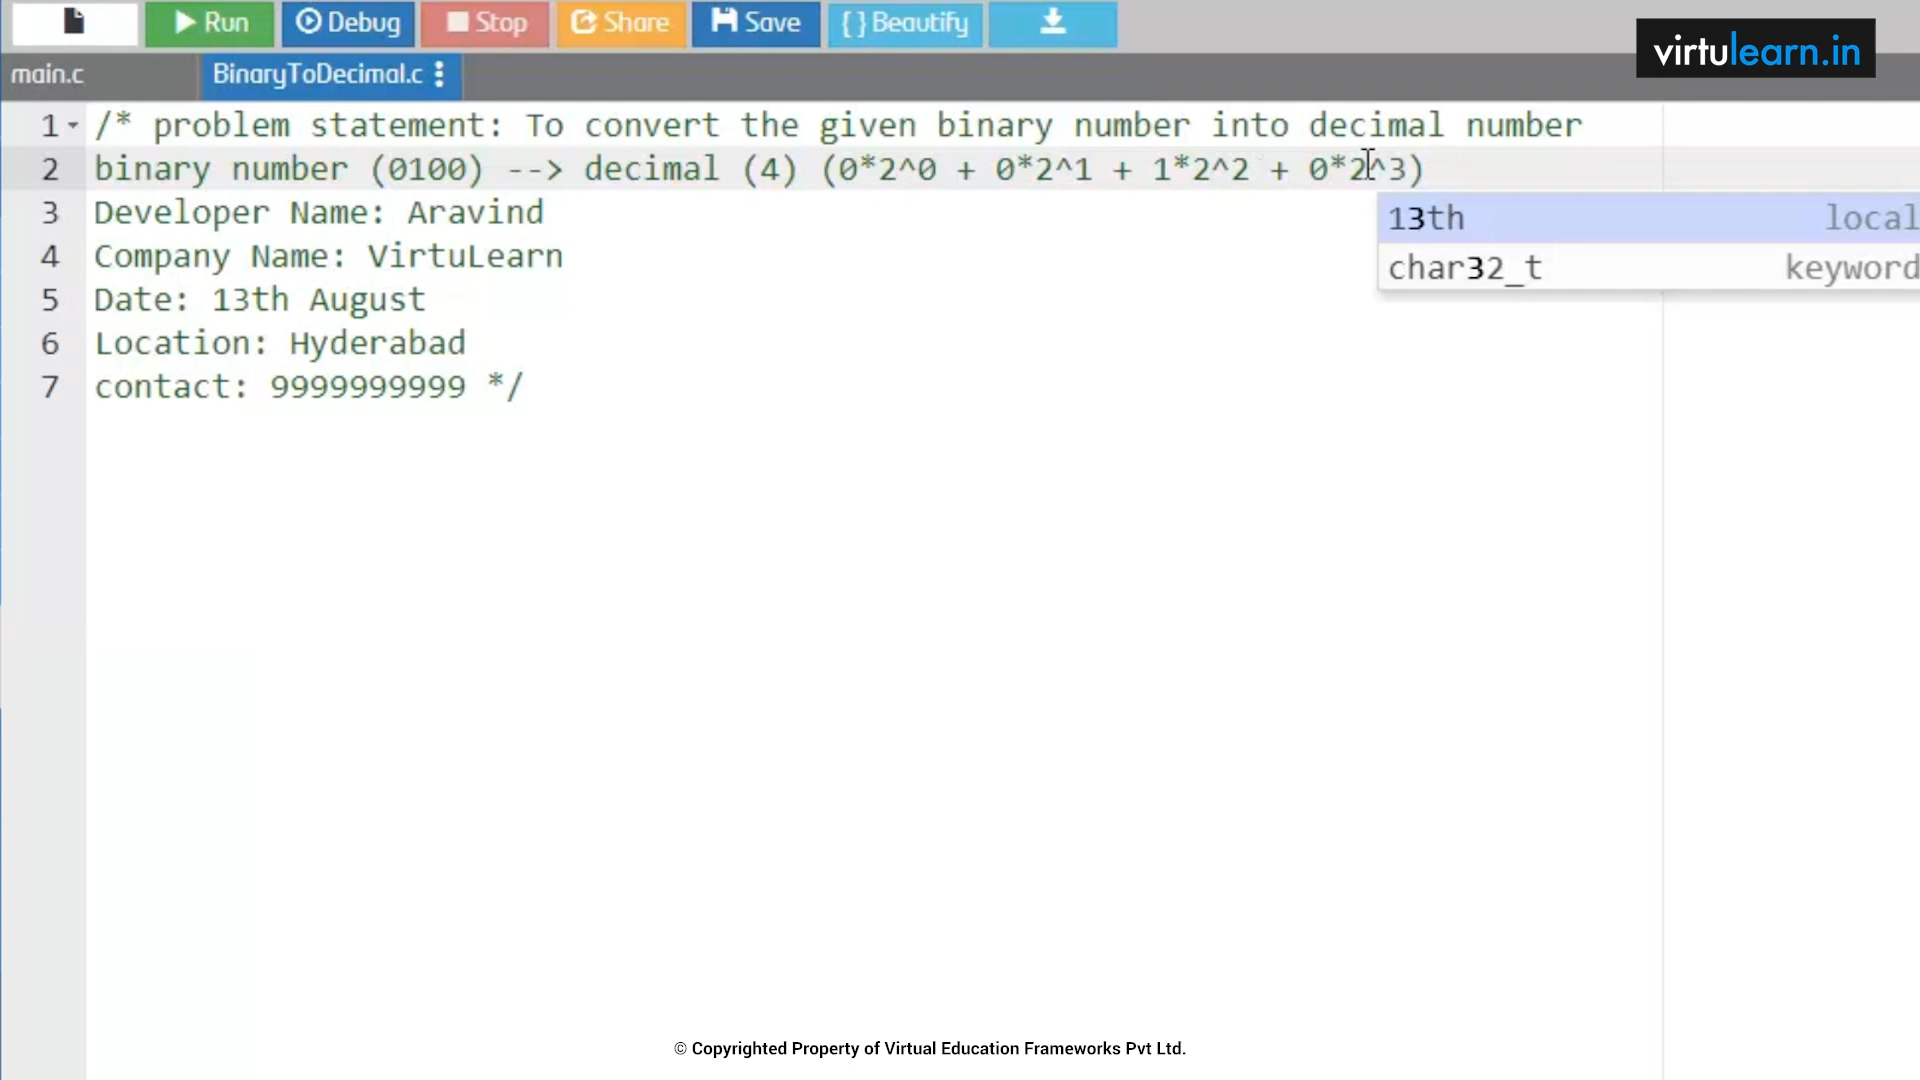 Run Debug Stop Share Save {} Beautify
virtulearn.in
main.c BinaryToDecimal.c
1 /* problem statement: To convert the given binary number into decimal number
2 binary number (0100) --> decimal (4) (0*2^0 + 0*2^1 + 1*2^2 + 0*2^3)
3 Developer Name: Aravind
13th local
4 Company Name: VirtuLearn
char32_t keyword
5 Date: 13th August
6 Location: Hyderabad
7 contact: 9999999999 */
© Copyrighted Property of Virtual Education Frameworks Pvt Ltd.